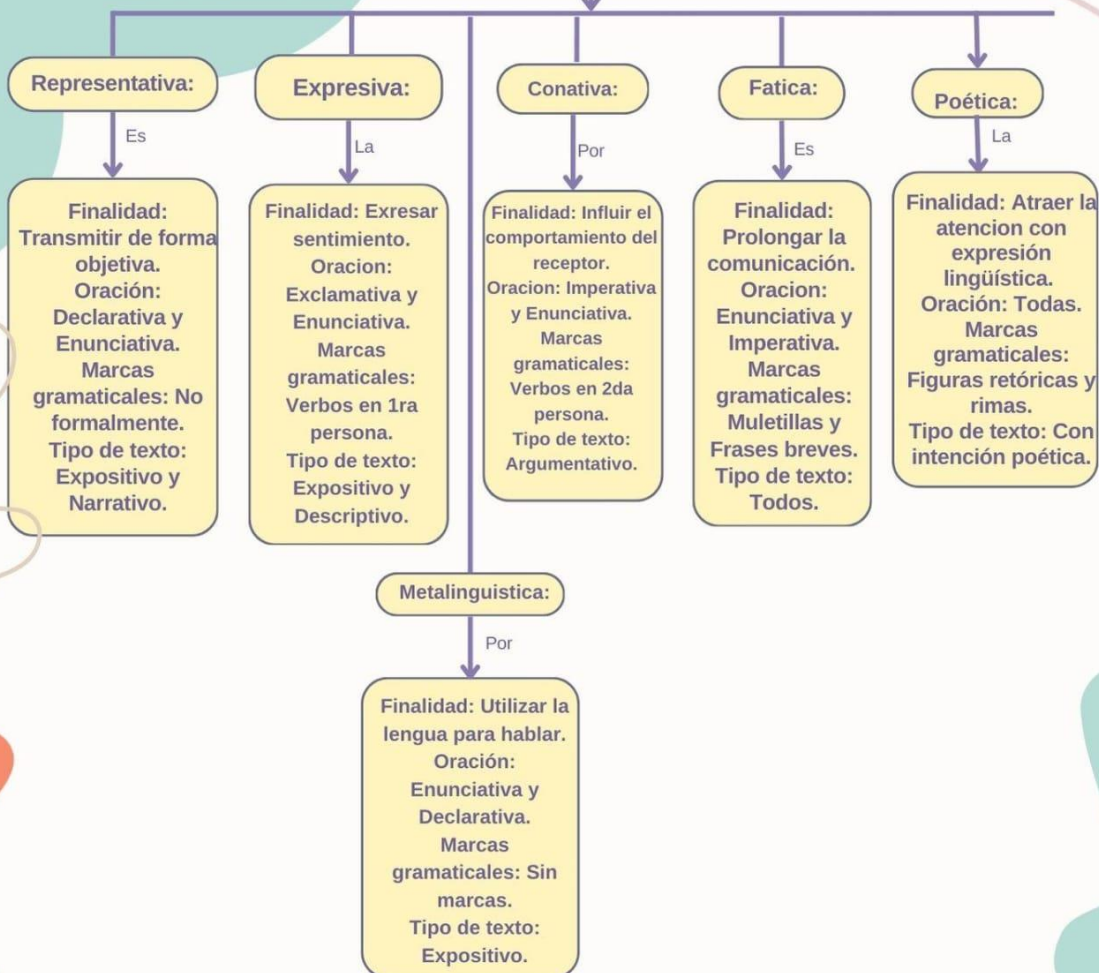 Representativa:
Es
Finalidad:
Transmitir de forma
objetiva.
Oración:
Declarativa y
Enunciativa.
Marcas
gramaticales: No
formalmente.
Tipo de texto:
Expositivo y
Narrativo.
Expresiva:
La
Finalidad: Exresar
sentimiento.
Oracion:
Exclamativa y
Enunciativa.
Marcas
gramaticales:
Verbos en 1ra
persona.
Tipo de texto:
Expositivo y
Descriptivo.
Conativa:
Por
Finalidad: Influir el
comportamiento del
receptor.
Oracion: Imperativa
y Enunciativa.
Marcas
gramaticales:
Verbos en 2da
persona.
Tipo de texto:
Argumentativo.
Fatica:
Es
Finalidad:
Prolongar la
comunicación.
Oracion:
Enunciativa y
Imperativa.
Marcas
gramaticales:
Muletillas y
Frases breves.
Tipo de texto:
Todos.
Poética:
La
Finalidad: Atraer la
atencion con
expresión
lingüística.
Oración: Todas.
Marcas
gramaticales:
Figuras retóricas y
rimas.
Tipo de texto: Con
intención poética.
Metalinguistica:
Por
Finalidad: Utilizar la
lengua para hablar.
Oración:
Enunciativa y
Declarativa.
Marcas
gramaticales: Sin
marcas.
Tipo de texto:
Expositivo.